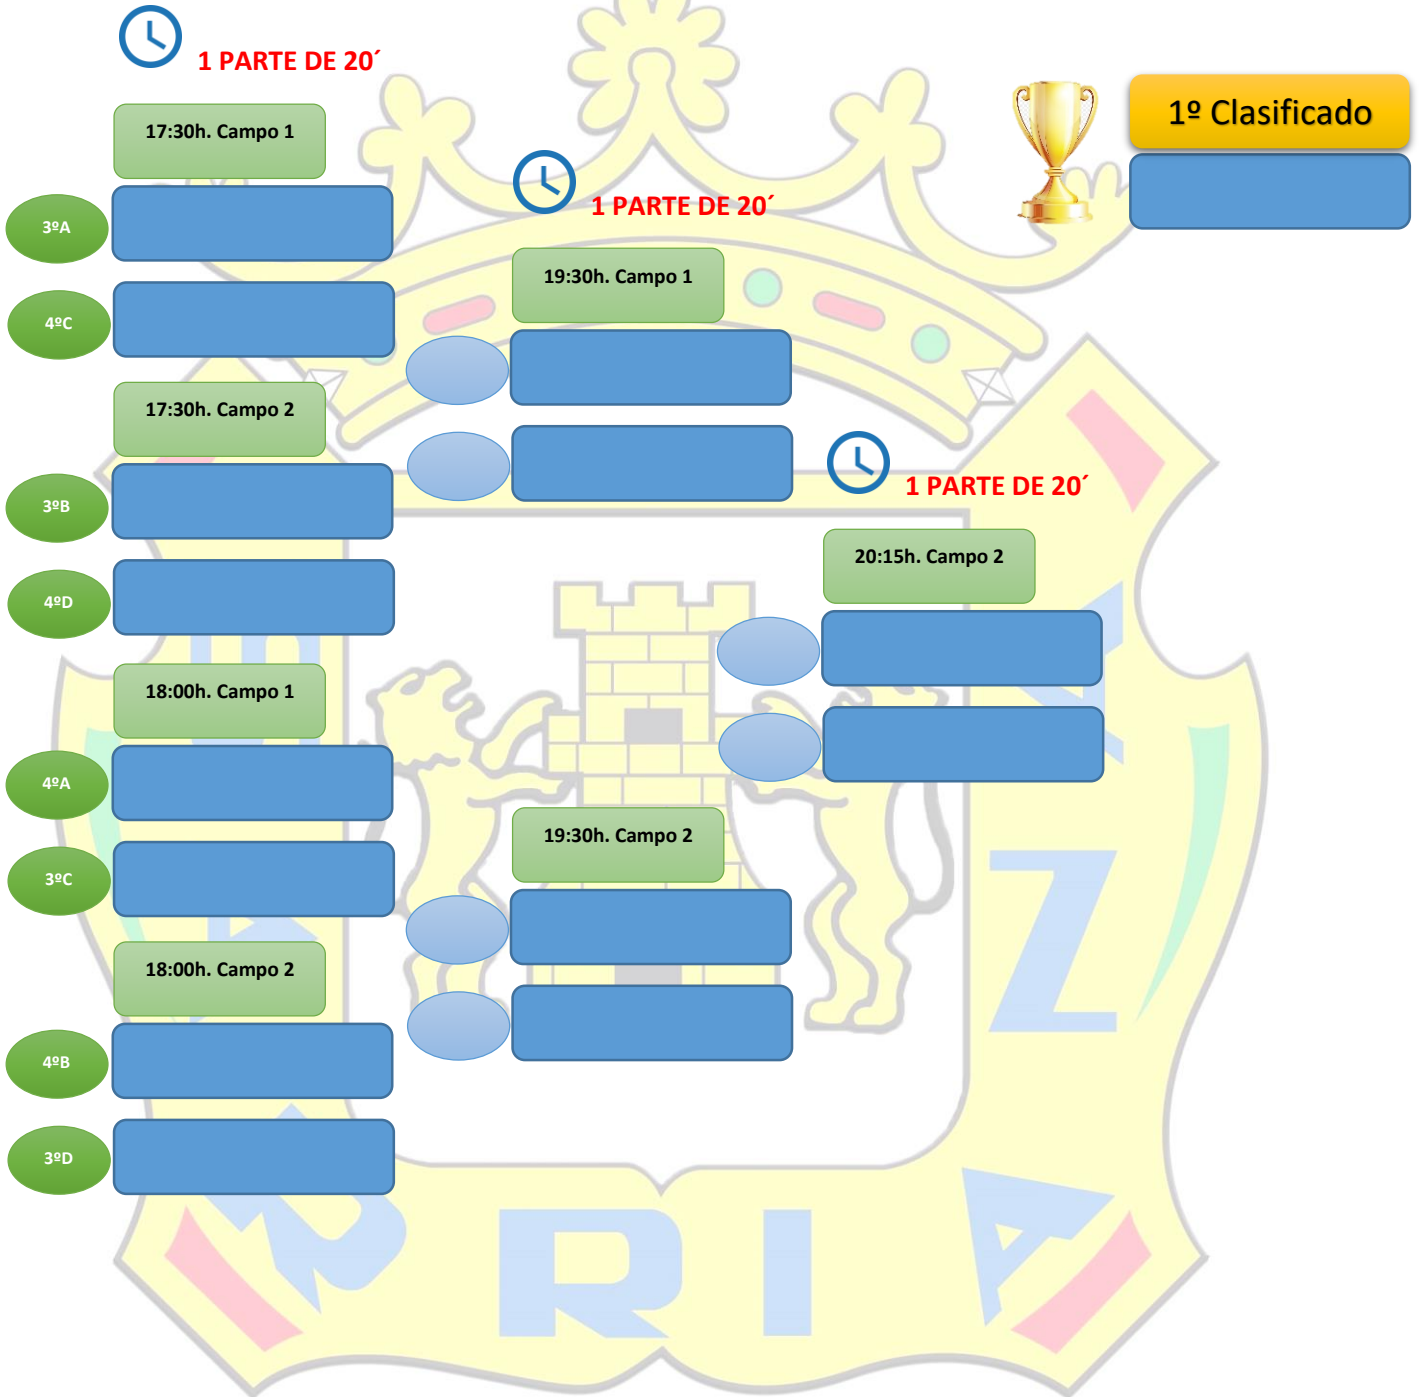 1 PARTE DE 20´
17:30h. Campo 1
3ºA
4ºC
17:30h. Campo 2
3ºB
4ºD
18:00h. Campo 1
4ºA
3ºC
18:00h. Campo 2
4ºB
3ºD
1 PARTE DE 20´
19:30h. Campo 1
19:30h. Campo 2
1 PARTE DE 20´
20:15h. Campo 2
1º Clasificado